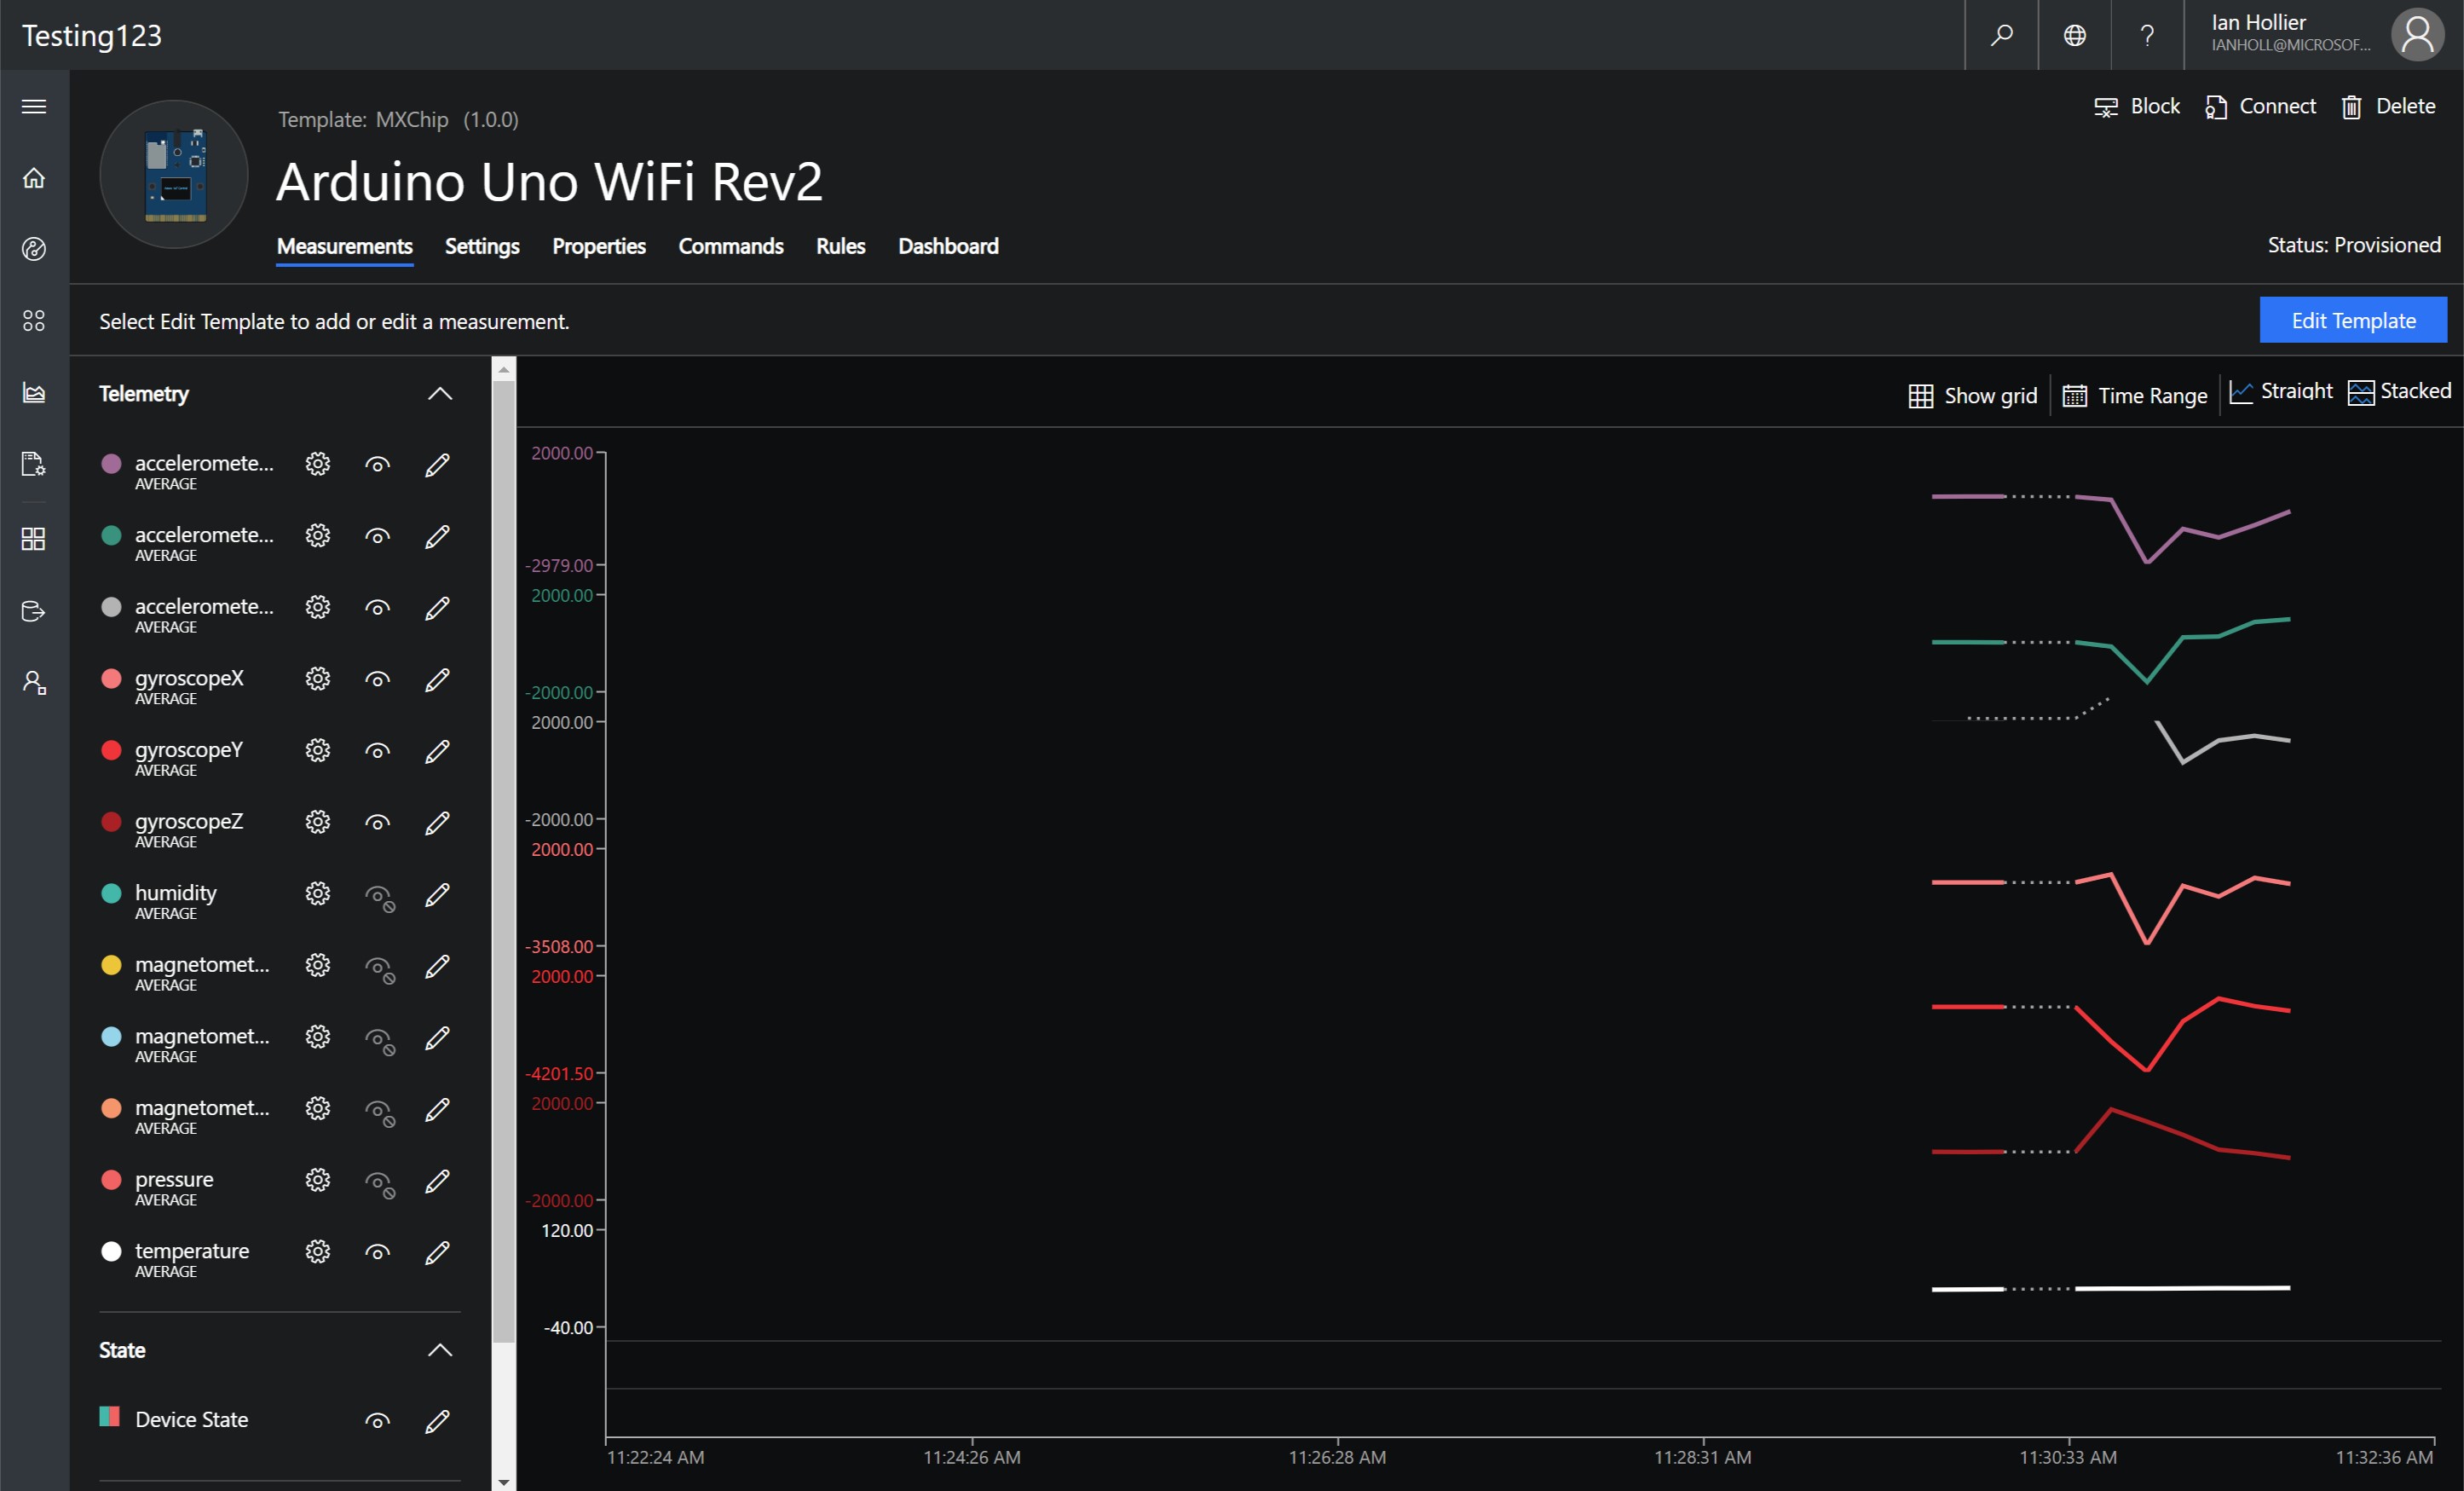 Testing123
Ian Hollier
IANHOLL@MICROSOF...
Template: MXChip (1.0.0)
Block Connect Delete
Arduino Uno WiFi Rev2
Measurements Settings Properties Commands Rules Dashboard
Status: Provisioned
Select Edit Template to add or edit a measurement.
Edit Template
Telemetry
acceleromete...
AVERAGE
acceleromete...
AVERAGE
acceleromete...
AVERAGE
gyroscopeX
AVERAGE
gyroscopeY
AVERAGE
gyroscopeZ
AVERAGE
humidity
AVERAGE
magnetomet...
AVERAGE
magnetomet...
AVERAGE
magnetomet...
AVERAGE
pressure
AVERAGE
temperature
AVERAGE
State
Device State
Show grid Time Range Straight Stacked
2000.00
-2979.00
2000.00
-2000.00
2000.00
-2000.00
2000.00
-3508.00
2000.00
-4201.50
2000.00
-2000.00
120.00
-40.00
11:22:24 AM 11:24:26 AM 11:26:28 AM 11:28:31 AM 11:30:33 AM 11:32:36 AM